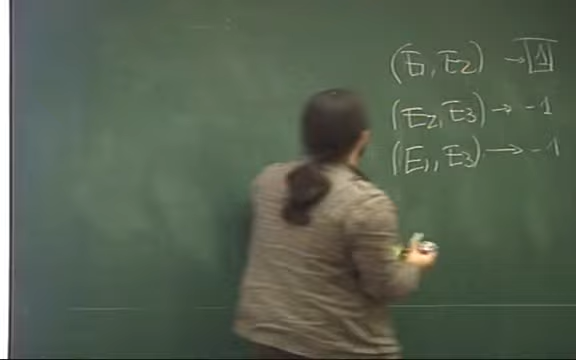 (E1, E2) → 1
(E2, E3) → -1
(E1, E3) → -1